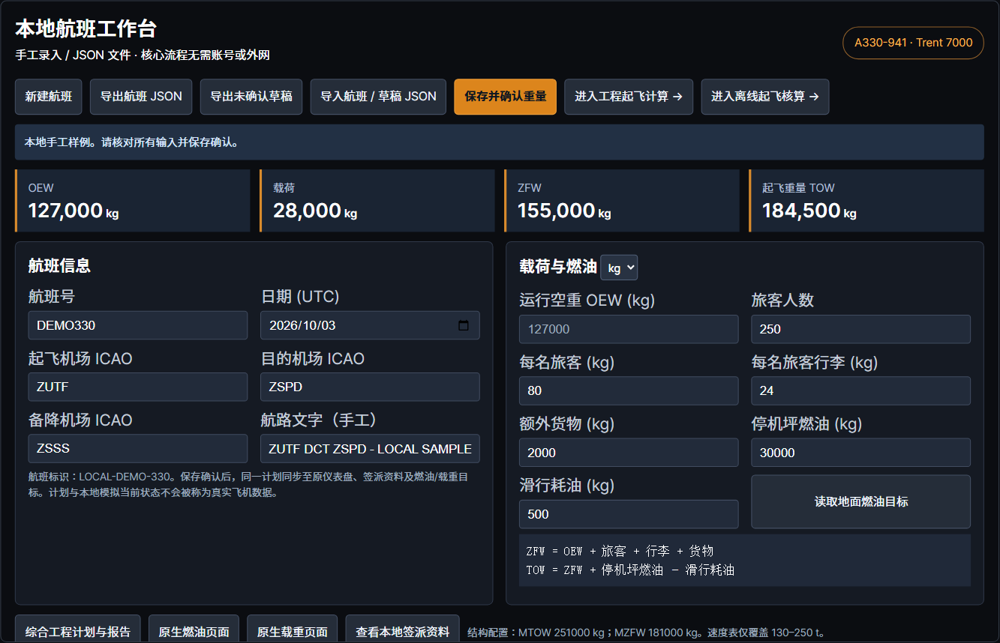 本地航班工作台
手工录入 / JSON 文件 · 核心流程无需账号或外网
A330-941 · Trent 7000
新建航班 导出航班 JSON 导出未确认草稿 导入航班 / 草稿 JSON 保存并确认重量 进入工程起飞计算 → 进入离线起飞核算 →
本地手工样例。请核对所有输入并保存确认。
OEW 载荷 ZFW 起飞重量 TOW
127,000 kg 28,000 kg 155,000 kg 184,500 kg
航班信息
航班号 日期 (UTC)
DEMO330 2026/10/03
起飞机场 ICAO 目的机场 ICAO
ZUTF ZSPD
备降机场 ICAO 航路文字（手工）
ZSSS ZUTF DCT ZSPD - LOCAL SAMPLE
航班标识：LOCAL-DEMO-330。保存确认后，同一计划同步至原仪表盘、签派资料及燃油/载重目
标。计划与本地模拟当前状态不会被称为真实飞机数据。
载荷与燃油 kg
运行空重 OEW (kg) 旅客人数
127000 250
每名旅客 (kg) 每名旅客行李 (kg)
80 24
额外货物 (kg) 停机坪燃油 (kg)
2000 30000
滑行耗油 (kg)
500 读取地面燃油目标
ZFW = OEW + 旅客 + 行李 + 货物
TOW = ZFW + 停机坪燃油 − 滑行耗油
综合工程计划与报告 原生燃油页面 原生载重页面 查看本地签派资料 结构配置：MTOW 251000 kg；MZFW 181000 kg。速度表仅覆盖 130–250 t。